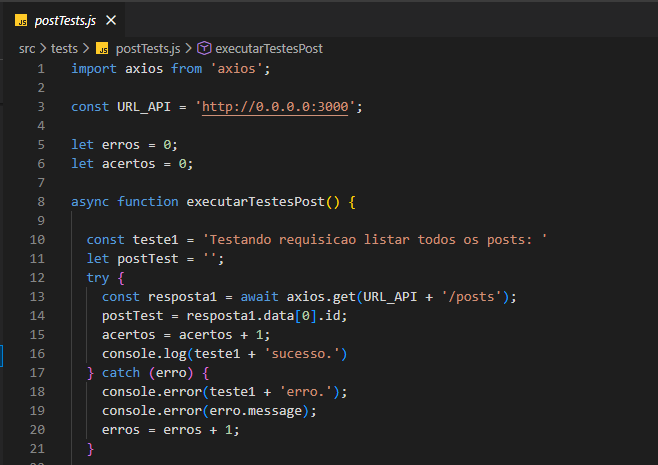 JS postTests.js ×
src > tests > JS postTests.js > executarTestesPost
1 import axios from 'axios';
2
3 const URL_API = 'http://0.0.0.0:3000';
4
5 let erros = 0;
6 let acertos = 0;
7
8 async function executarTestesPost() {
9
10 const teste1 = 'Testando requisicao listar todos os posts: '
11 let postTest = '';
12 try {
13 const resposta1 = await axios.get(URL_API + '/posts');
14 postTest = resposta1.data[0].id;
15 acertos = acertos + 1;
16 console.log(teste1 + 'sucesso.')
17 } catch (erro) {
18 console.error(teste1 + 'erro.');
19 console.error(erro.message);
20 erros = erros + 1;
21 }